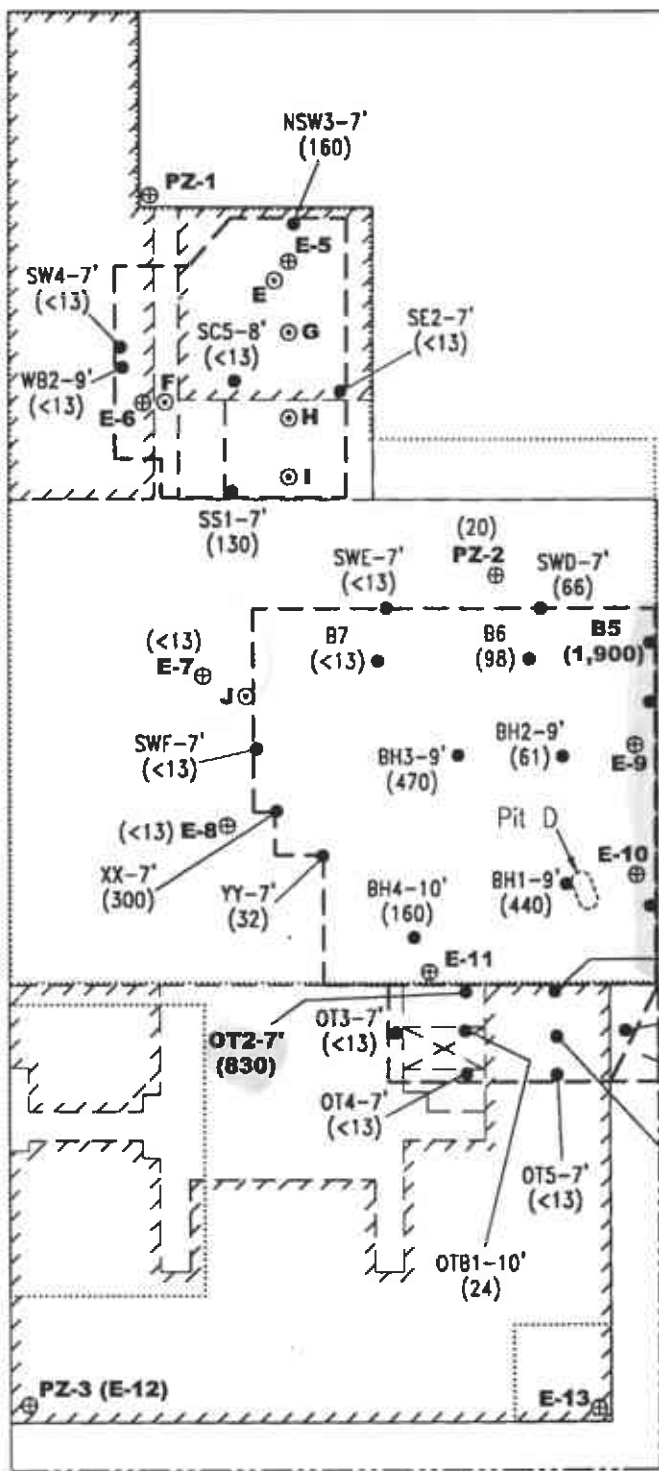 NSW3-7'
(160)
PZ-1
E-5
SW4-7'
(<13)
E
SC5-8'
(<13)
G
SE2-7'
(<13)
WB2-9'
(<13)
F
E-6
H
I
SS1-7'
(130)
(20)
PZ-2
SWE-7'
(<13)
SWD-7'
(66)
(<13)
E-7
B7
(<13)
B6
(98)
B5
(1,900)
J
SWF-7'
(<13)
BH3-9'
(470)
BH2-9'
(61)
E-9
(<13) E-8
Pit D
E-10
XX-7'
(300)
YY-7'
(32)
BH4-10'
(160)
BH1-9'
(440)
E-11
OT2-7'
(830)
OT3-7'
(<13)
OT4-7'
(<13)
OT5-7'
(<13)
OTB1-10'
(24)
PZ-3 (E-12)
E-13